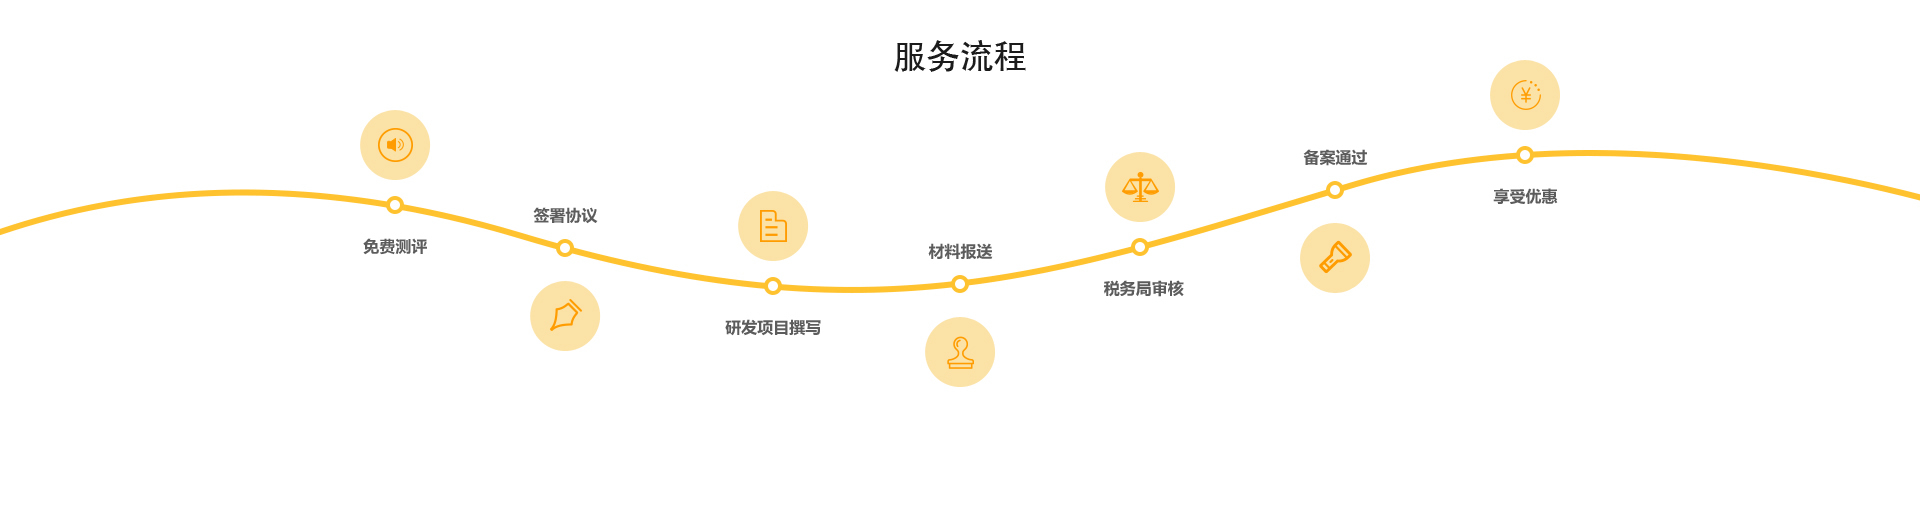 服务流程
免费测评
签署协议
研发项目撰写
材料报送
税务局审核
备案通过
享受优惠